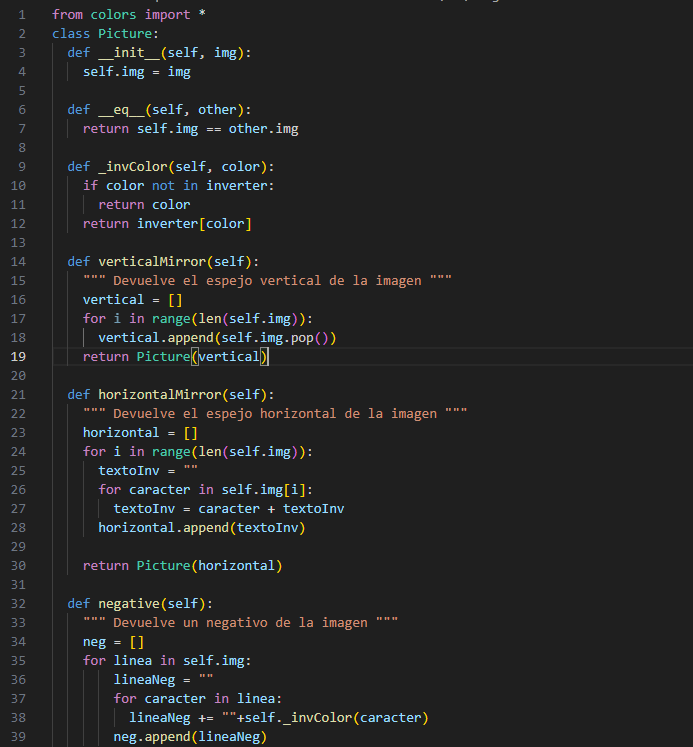 1 from colors import *
2 class Picture:
3   def __init__(self, img):
4     self.img = img
5
6   def __eq__(self, other):
7     return self.img == other.img
8
9   def _invColor(self, color):
10     if color not in inverter:
11       return color
12     return inverter[color]
13
14   def verticalMirror(self):
15     """ Devuelve el espejo vertical de la imagen """
16     vertical = []
17     for i in range(len(self.img)):
18       vertical.append(self.img.pop())
19     return Picture(vertical)
20
21   def horizontalMirror(self):
22     """ Devuelve el espejo horizontal de la imagen """
23     horizontal = []
24     for i in range(len(self.img)):
25       textoInv = ""
26       for caracter in self.img[i]:
27         textoInv = caracter + textoInv
28       horizontal.append(textoInv)
29
30     return Picture(horizontal)
31
32   def negative(self):
33     """ Devuelve un negativo de la imagen """
34     neg = []
35     for linea in self.img:
36         lineaNeg = ""
37         for caracter in linea:
38           lineaNeg += ""+self._invColor(caracter)
39         neg.append(lineaNeg)